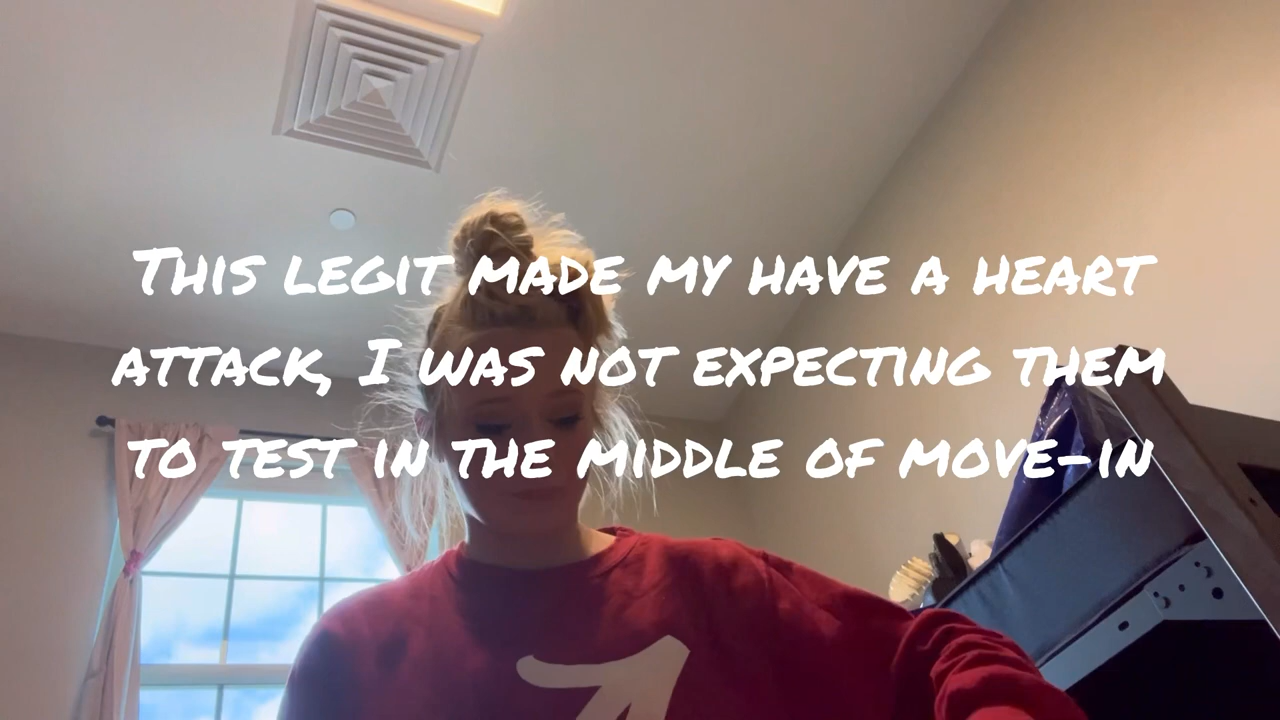 This legit made my have a heart
attack, I was not expecting them
to test in the middle of move-in